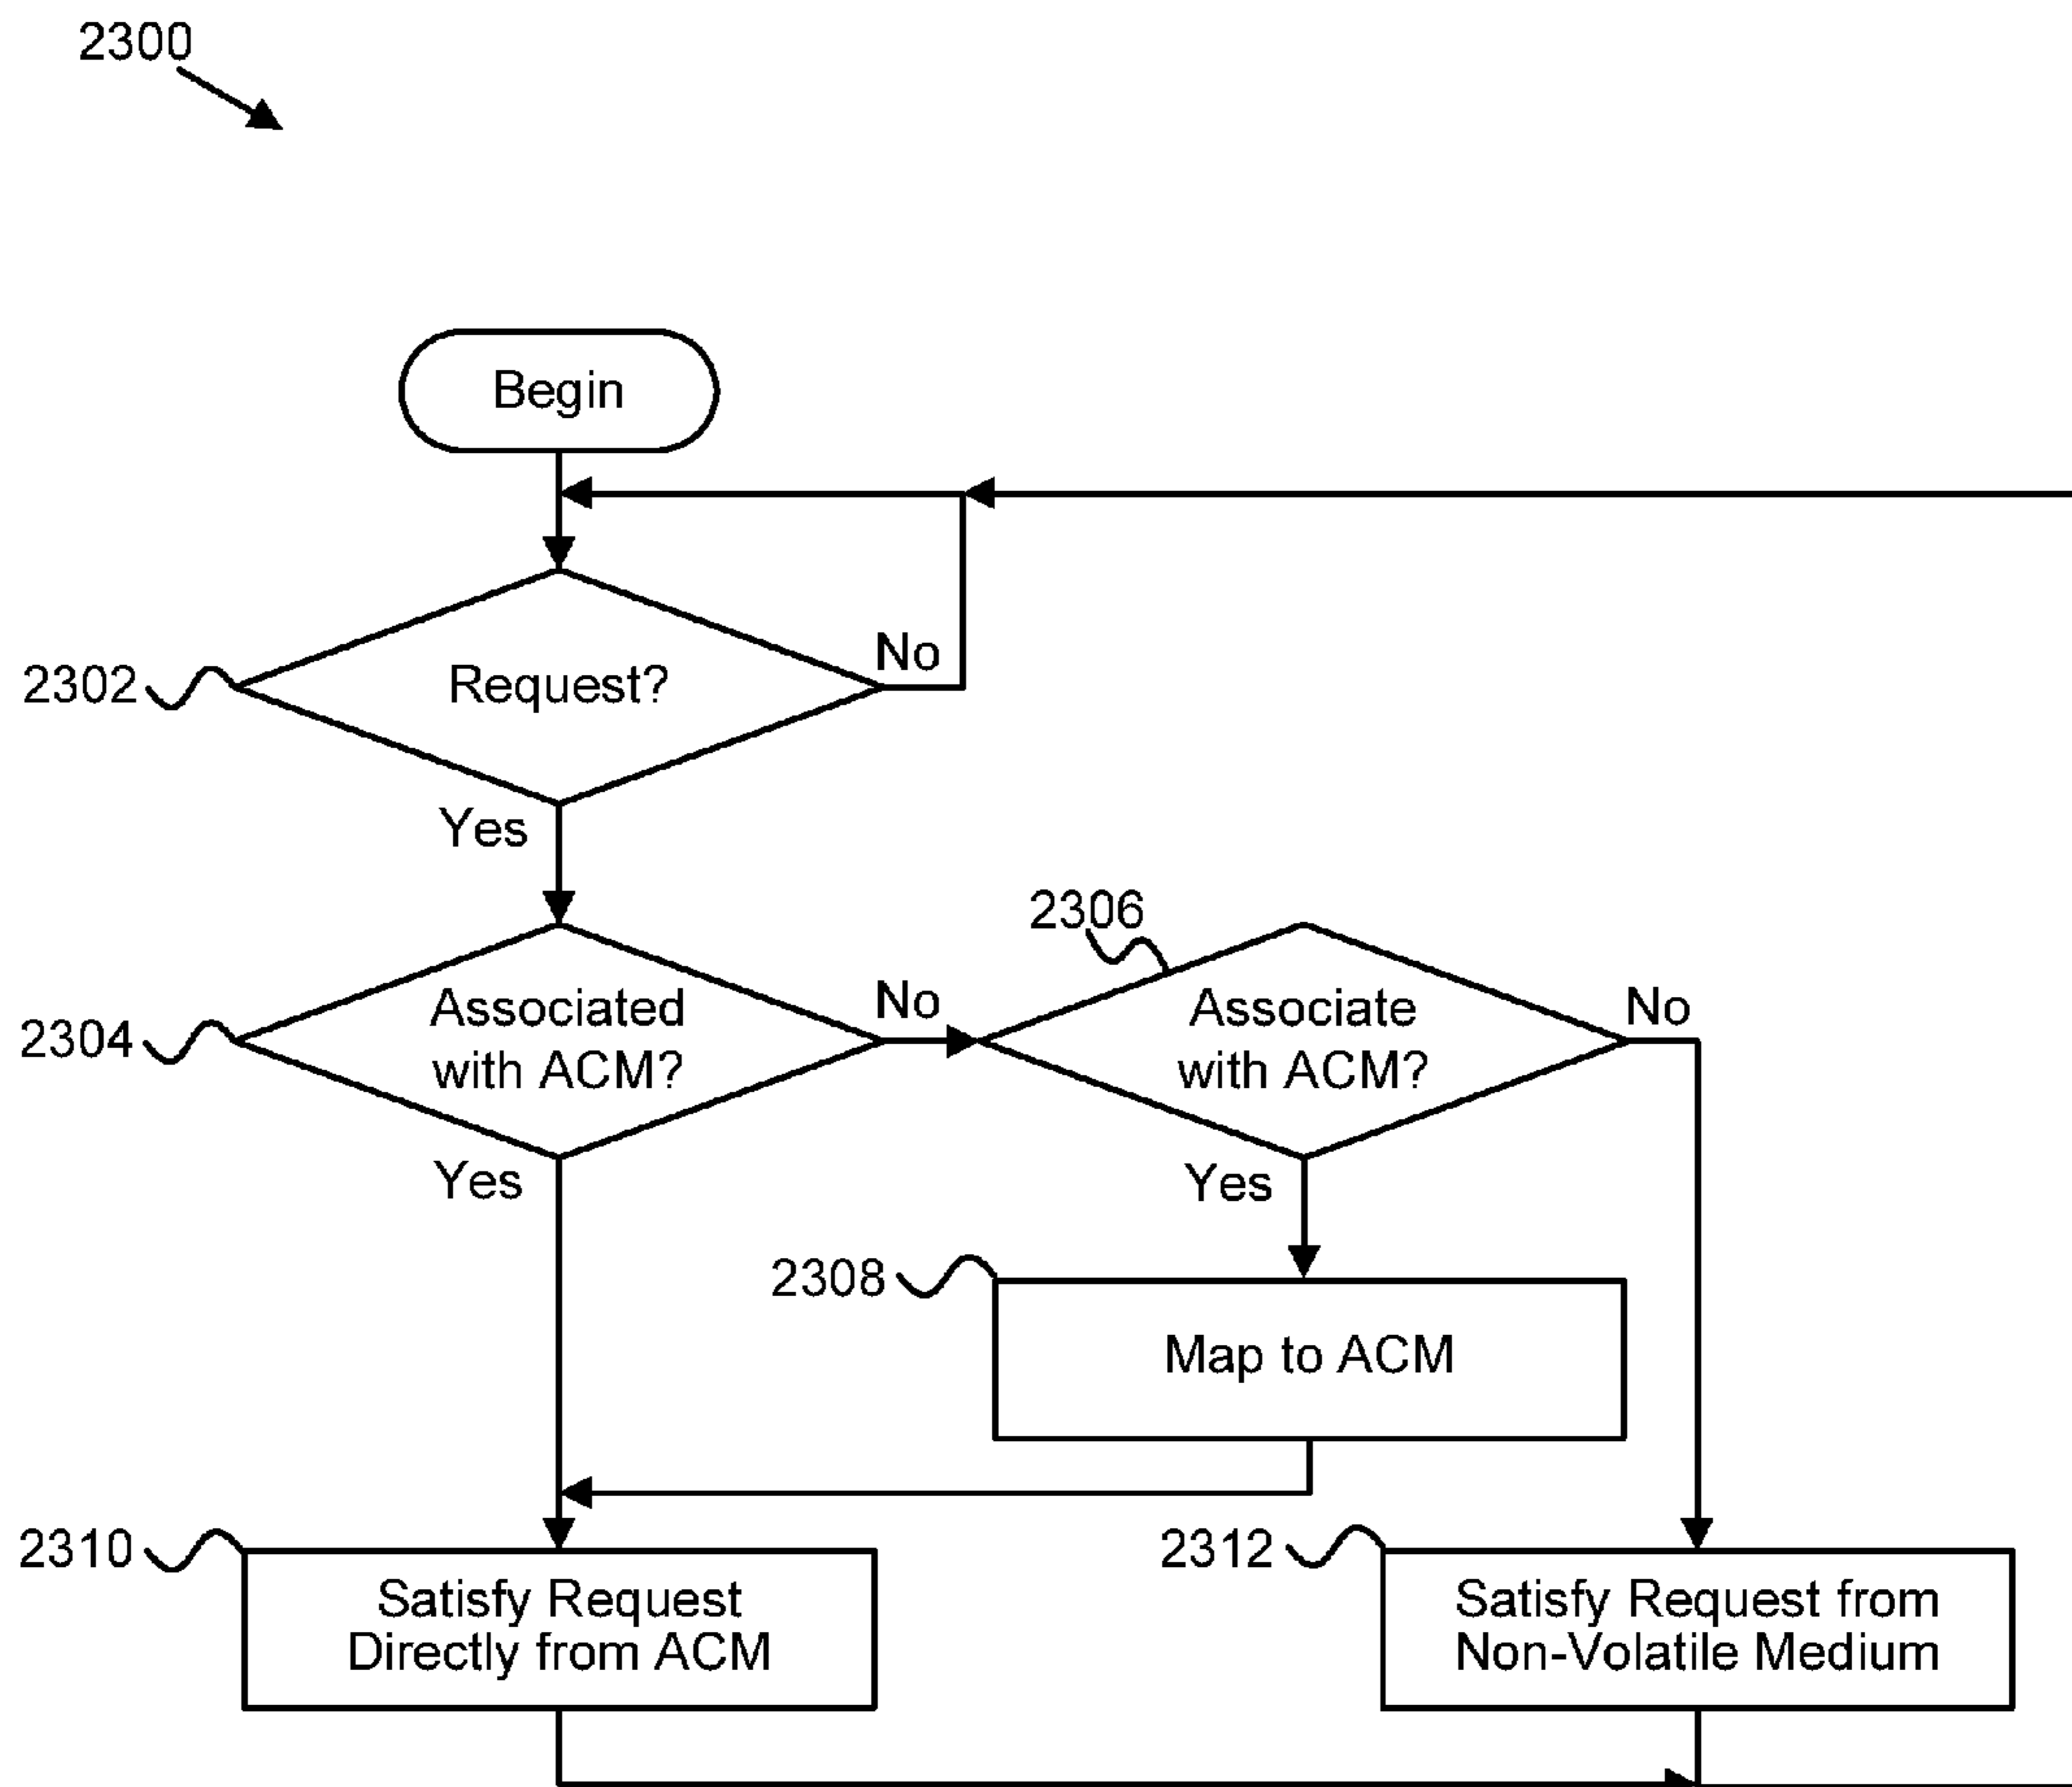 2300
Begin
2302
Request?
No
Yes
2306
2304
Associated
with ACM?
No
Associate
with ACM?
No
Yes
Yes
2308
Map to ACM
2310
Satisfy Request
Directly from ACM
2312
Satisfy Request from
Non-Volatile Medium